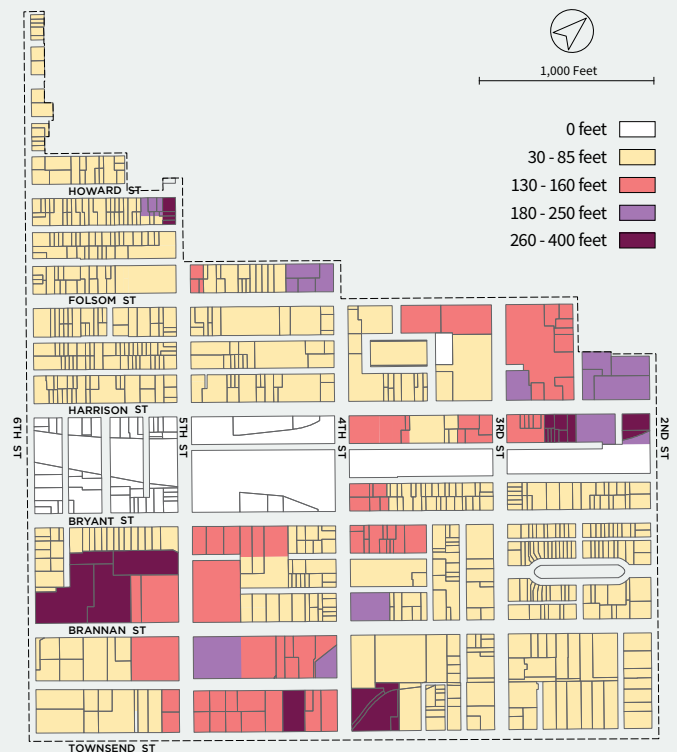 1,000 Feet
0 feet
30 - 85 feet
130 - 160 feet
180 - 250 feet
260 - 400 feet
HOWARD ST
FOLSOM ST
HARRISON ST
6TH ST
5TH ST
4TH ST
3RD ST
2ND ST
BRYANT ST
BRANNAN ST
TOWNSEND ST